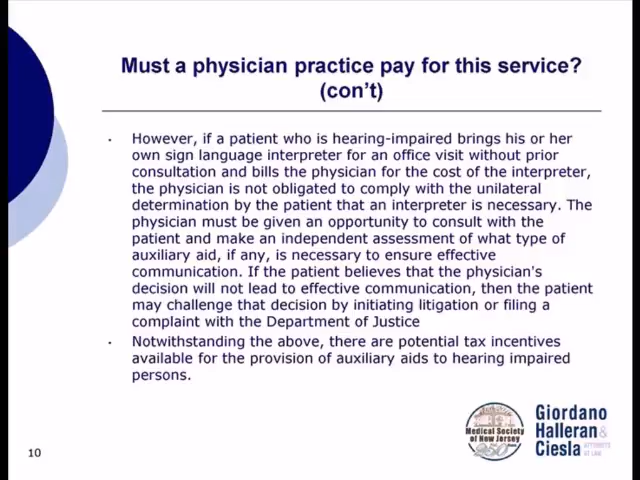 Must a physician practice pay for this service?
(con't)
• However, if a patient who is hearing-impaired brings his or her
own sign language interpreter for an office visit without prior
consultation and bills the physician for the cost of the interpreter,
the physician is not obligated to comply with the unilateral
determination by the patient that an interpreter is necessary. The
physician must be given an opportunity to consult with the
patient and make an independent assessment of what type of
auxiliary aid, if any, is necessary to ensure effective
communication. If the patient believes that the physician's
decision will not lead to effective communication, then the patient
may challenge that decision by initiating litigation or filing a
complaint with the Department of Justice
• Notwithstanding the above, there are potential tax incentives
available for the provision of auxiliary aids to hearing impaired
persons.
Medical Society
of New Jersey
250
Giordano
Halleran &
Ciesla
ATTORNEYS
AT LAW
10